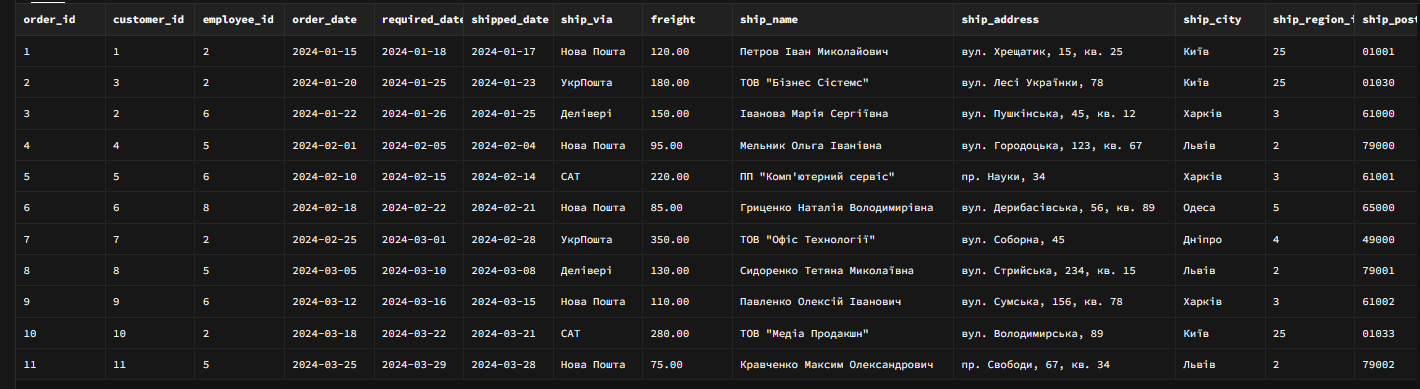 order_id customer_id employee_id order_date required_date shipped_date ship_via freight ship_name ship_address ship_city ship_region_i ship_post
1 1 2 2024-01-15 2024-01-18 2024-01-17 Нова Пошта 120.00 Петров Іван Миколайович вул. Хрещатик, 15, кв. 25 Київ 25 01001
2 3 2 2024-01-20 2024-01-25 2024-01-23 УкрПошта 180.00 ТОВ "Бізнес Сістемс" вул. Лесі Українки, 78 Київ 25 01030
3 2 6 2024-01-22 2024-01-26 2024-01-25 Делівері 150.00 Іванова Марія Сергіївна вул. Пушкінська, 45, кв. 12 Харків 3 61000
4 4 5 2024-02-01 2024-02-05 2024-02-04 Нова Пошта 95.00 Мельник Ольга Іванівна вул. Городоцька, 123, кв. 67 Львів 2 79000
5 5 6 2024-02-10 2024-02-15 2024-02-14 САТ 220.00 ПП "Комп'ютерний сервіс" пр. Науки, 34 Харків 3 61001
6 6 8 2024-02-18 2024-02-22 2024-02-21 Нова Пошта 85.00 Гриценко Наталія Володимирівна вул. Дерибасівська, 56, кв. 89 Одеса 5 65000
7 7 2 2024-02-25 2024-03-01 2024-02-28 УкрПошта 350.00 ТОВ "Офіс Технології" вул. Соборна, 45 Дніпро 4 49000
8 8 5 2024-03-05 2024-03-10 2024-03-08 Делівері 130.00 Сидоренко Тетяна Миколаївна вул. Стрийська, 234, кв. 15 Львів 2 79001
9 9 6 2024-03-12 2024-03-16 2024-03-15 Нова Пошта 110.00 Павленко Олексій Іванович вул. Сумська, 156, кв. 78 Харків 3 61002
10 10 2 2024-03-18 2024-03-22 2024-03-21 САТ 280.00 ТОВ "Медіа Продакшн" вул. Володимирська, 89 Київ 25 01033
11 11 5 2024-03-25 2024-03-29 2024-03-28 Нова Пошта 75.00 Кравченко Максим Олександрович пр. Свободи, 67, кв. 34 Львів 2 79002